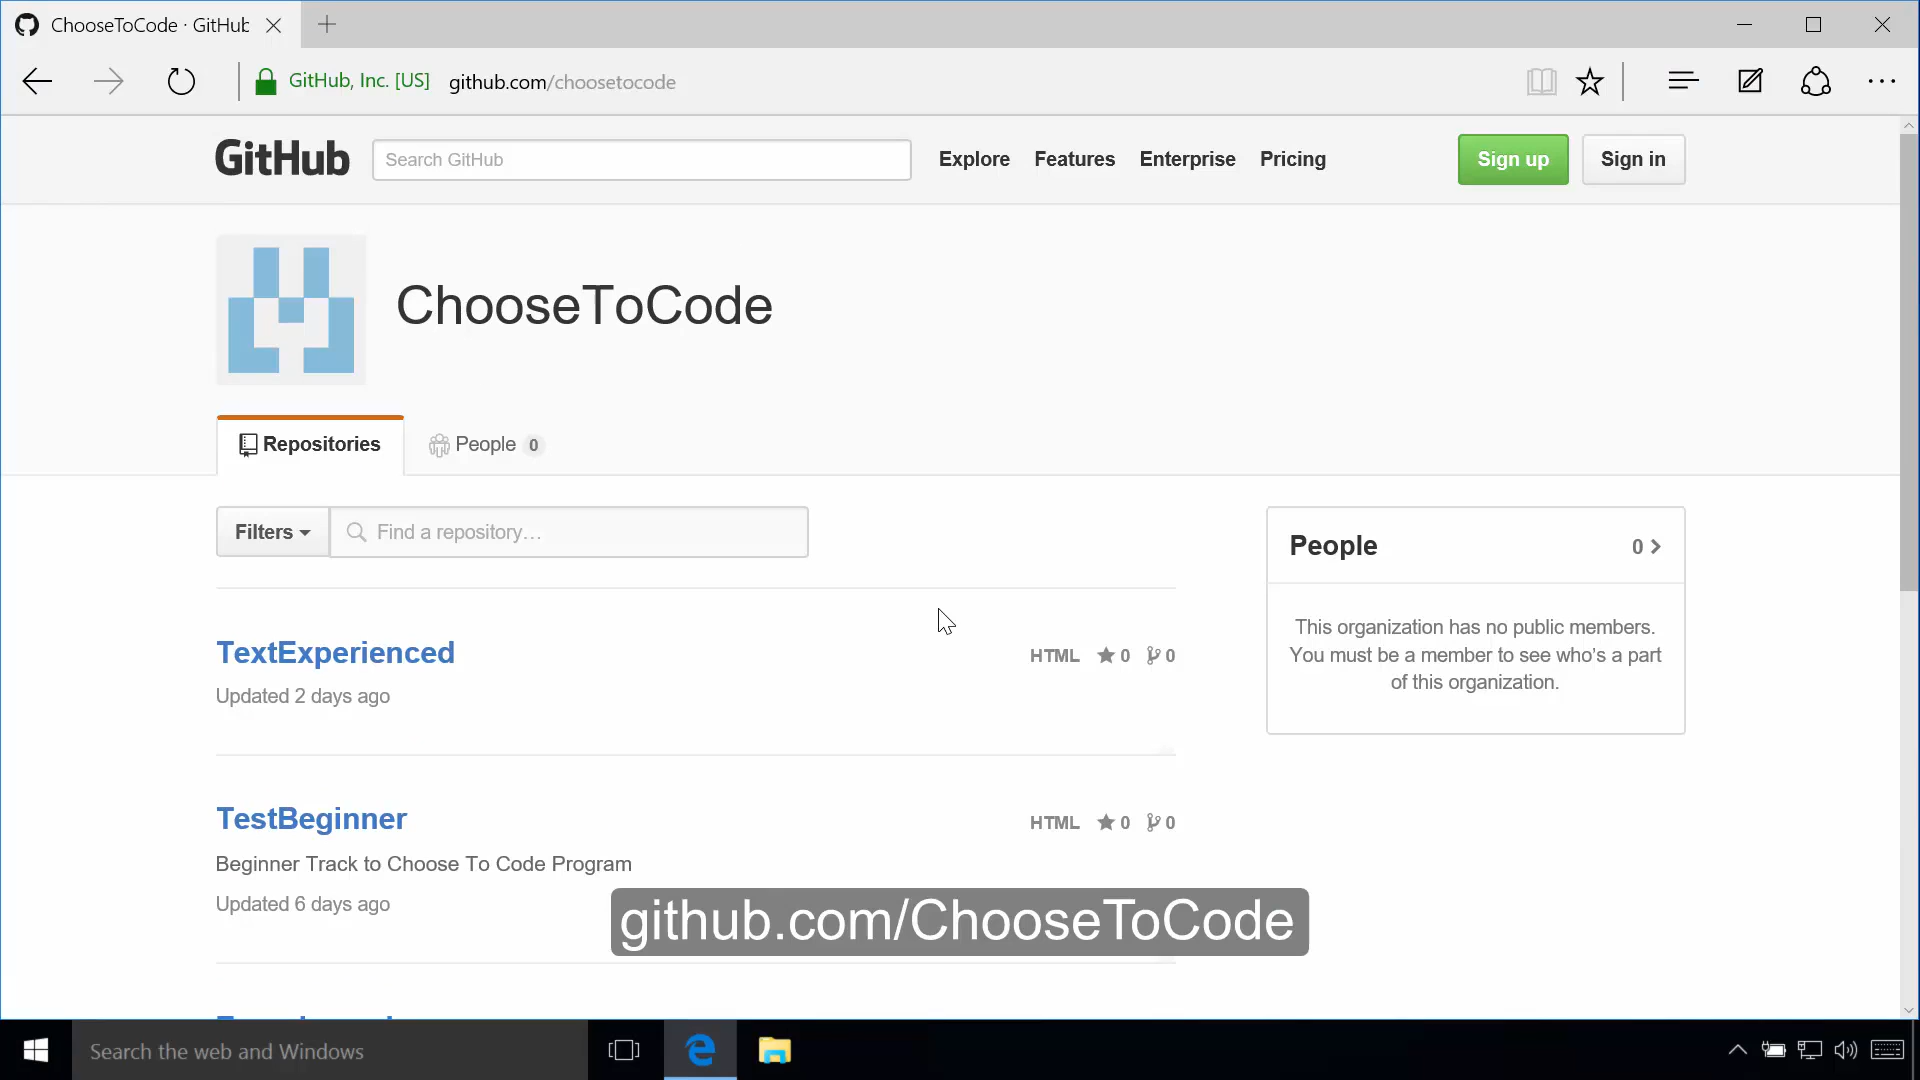 ChooseToCode · GitHub
GitHub, Inc. [US] github.com/choosetocode
GitHub Search GitHub Explore Features Enterprise Pricing Sign up Sign in
ChooseToCode
Repositories People 0
Filters Find a repository…
TextExperienced HTML 0 0
Updated 2 days ago
TestBeginner HTML 0 0
Beginner Track to Choose To Code Program
Updated 6 days ago
People 0
This organization has no public members.
You must be a member to see who's a part
of this organization.
github.com/ChooseToCode
Search the web and Windows